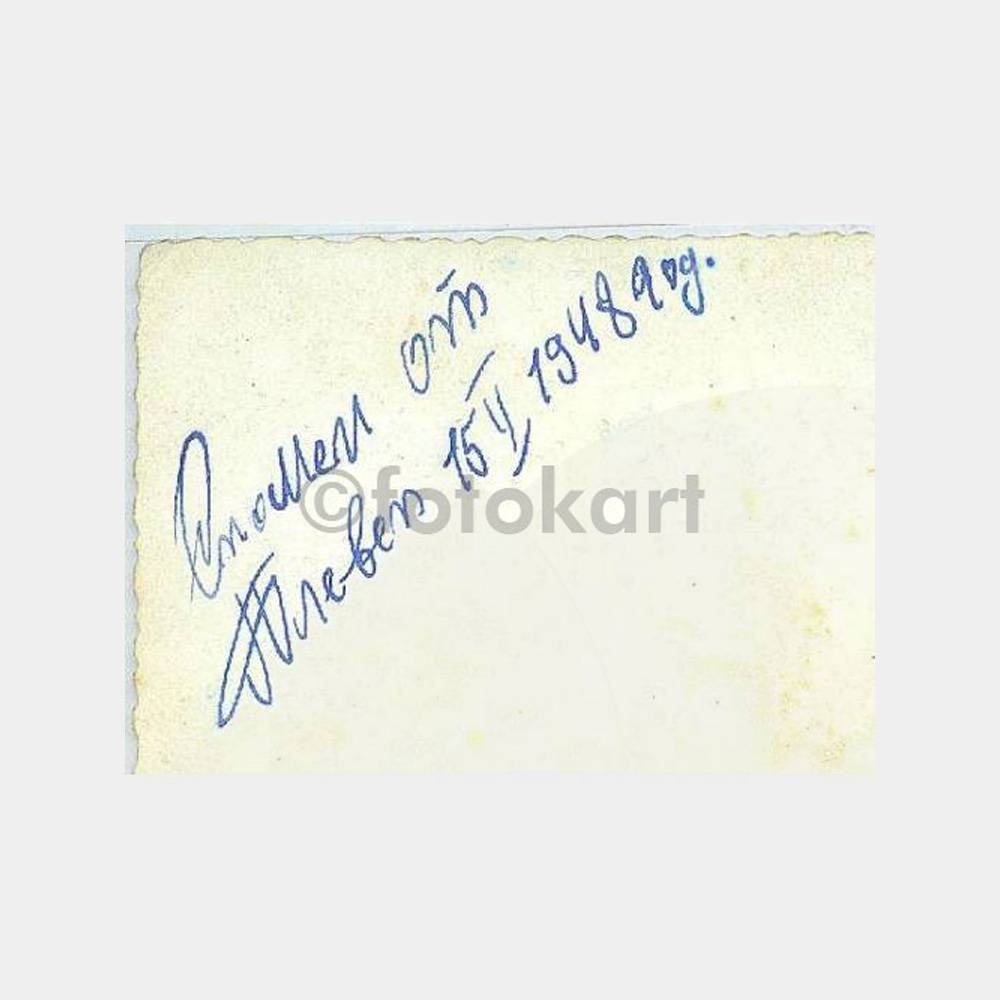 Спомен от
Плевен 15 V 1948 год.
©fotokart